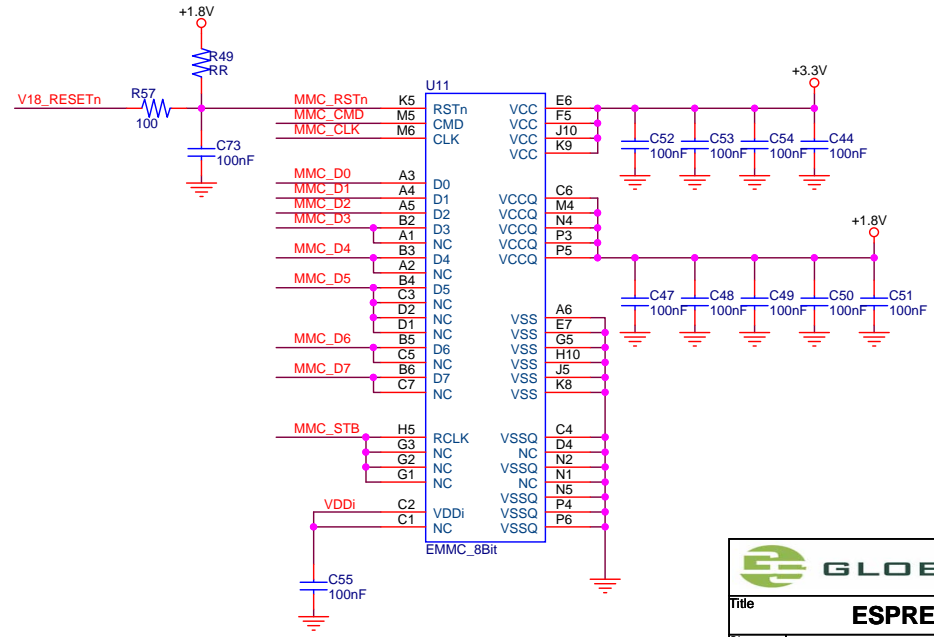 +1.8V
R49
RR
V18_RESETn
R57
100
C73
100nF
U11
MMC_RSTn K5 RSTn
MMC_CMD M5 CMD
MMC_CLK M6 CLK
MMC_D0 A3 D0
MMC_D1 A4 D1
MMC_D2 A5 D2
MMC_D3 B2 D3
A1 NC
MMC_D4 B3 D4
A2 NC
MMC_D5 B4 D5
C3 NC
D2 NC
D1 NC
MMC_D6 B5 D6
C5 NC
MMC_D7 B6 D7
C7 NC
MMC_STB H5 RCLK
G3 NC
G2 NC
G1 NC
VDDi C2 VDDi
C1 NC
C55
100nF
EMMC_8Bit
VCC E6
VCC F5
VCC J10
VCC K9
+3.3V
C52
100nF
C53
100nF
C54
100nF
C44
100nF
VCCQ C6
VCCQ M4
VCCQ N4
VCCQ P3
VCCQ P5
+1.8V
C47
100nF
C48
100nF
C49
100nF
C50
100nF
C51
100nF
VSS A6
VSS E7
VSS G5
VSS H10
VSS J5
VSS K8
VSSQ C4
NC D4
VSSQ N2
NC N1
VSSQ N5
VSSQ P4
VSSQ P6
Title
ESPRE